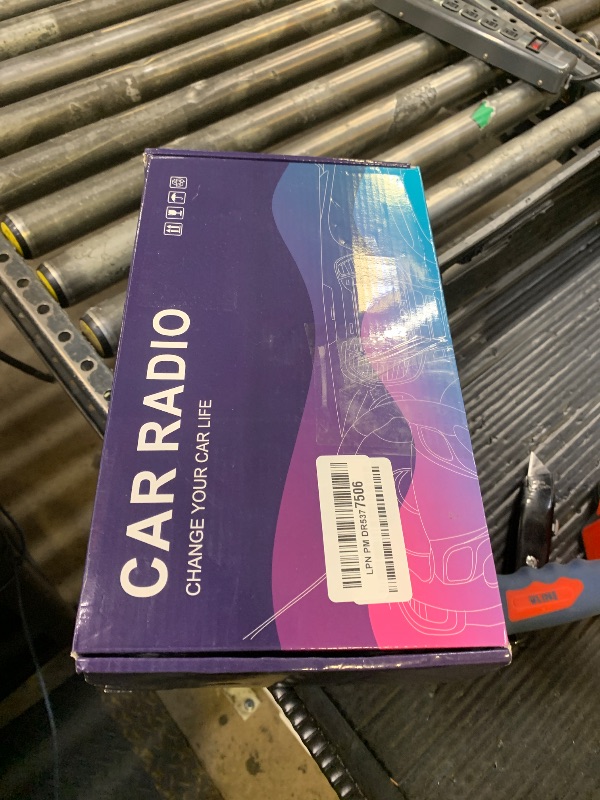 CAR RADIO
CHANGE YOUR CAR LIFE
LPN PM DR5377506